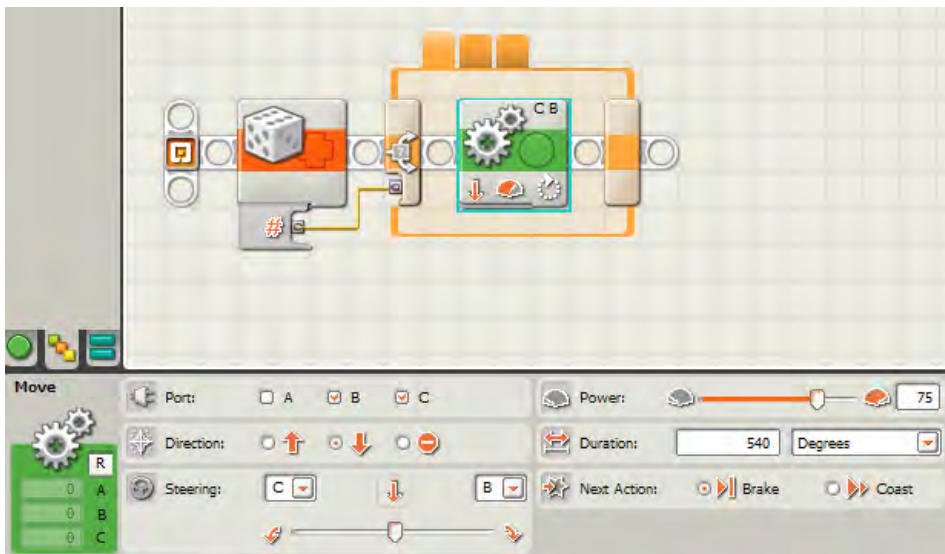 C B
#
Move
R
0 A
0 B
0 C
Port: A B C
Direction:
Steering: C B
Power: 75
Duration: 540 Degrees
Next Action: Brake Coast